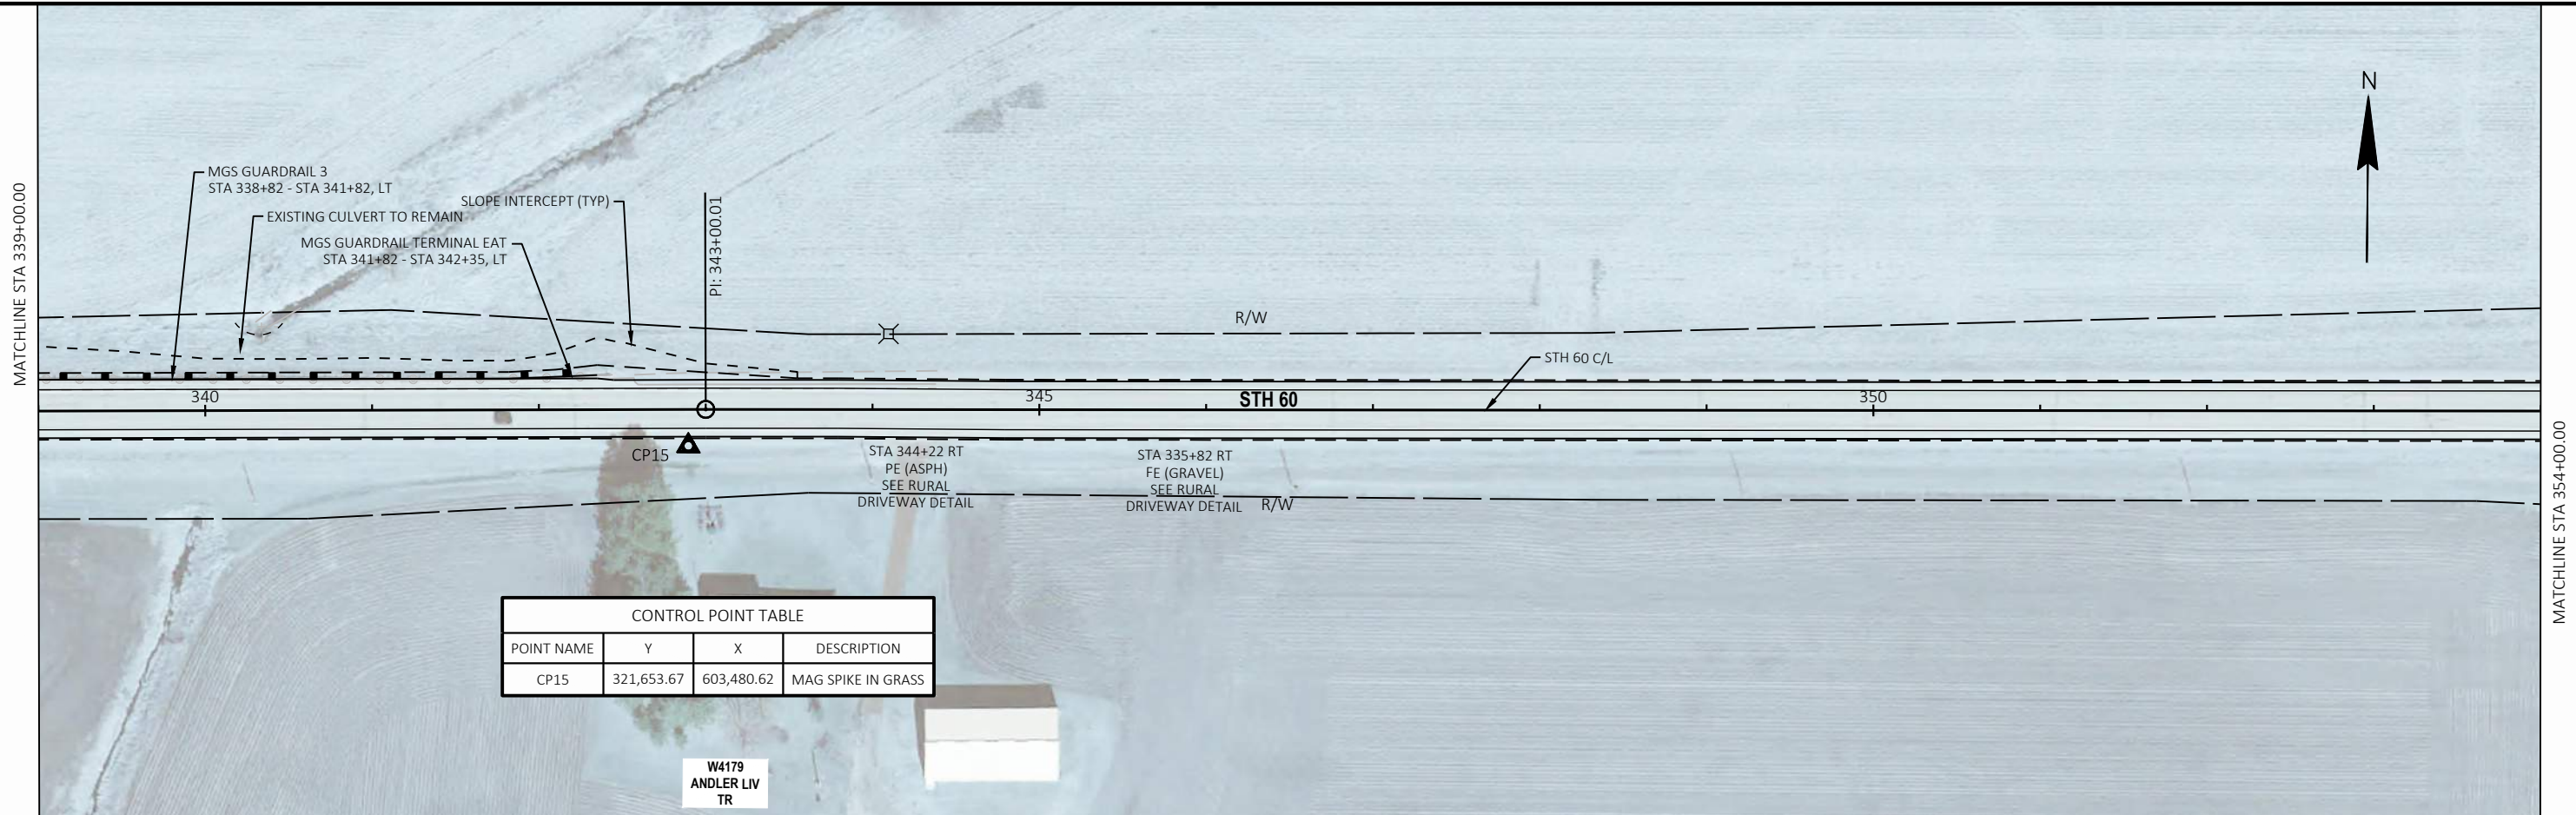 N
MATCHLINE STA 339+00.00
MGS GUARDRAIL 3
STA 338+82 - STA 341+82, LT
EXISTING CULVERT TO REMAIN
SLOPE INTERCEPT (TYP)
MGS GUARDRAIL TERMINAL EAT
STA 341+82 - STA 342+35, LT
PI: 343+00.01
R/W
STH 60 C/L
340
345
STH 60
350
CP15
STA 344+22 RT
PE (ASPH)
SEE RURAL
DRIVEWAY DETAIL
STA 335+82 RT
FE (GRAVEL)
SEE RURAL
DRIVEWAY DETAIL
R/W
MATCHLINE STA 354+00.00
CONTROL POINT TABLE
POINT NAME Y X DESCRIPTION
CP15 321,653.67 603,480.62 MAG SPIKE IN GRASS
W4179
ANDLER LIV
TR